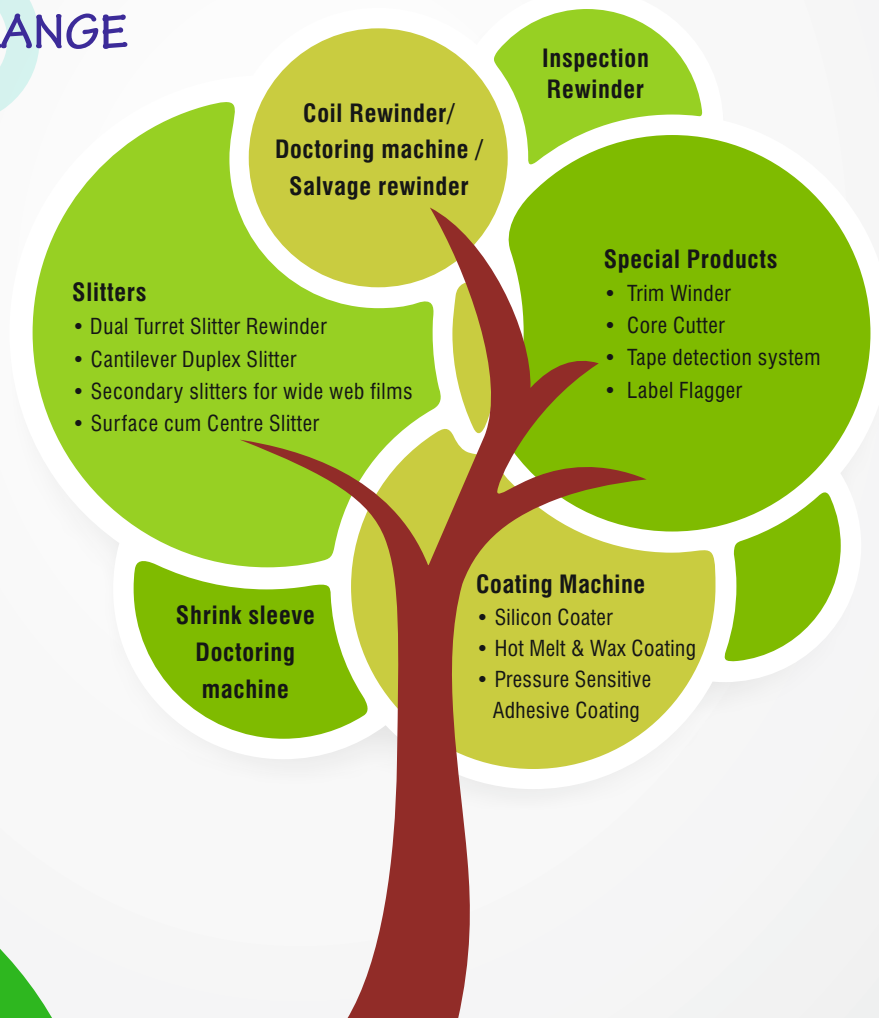 ANGE
Inspection
Rewinder
Coil Rewinder/
Doctoring machine /
Salvage rewinder
Slitters
• Dual Turret Slitter Rewinder
• Cantilever Duplex Slitter
• Secondary slitters for wide web films
• Surface cum Centre Slitter
Special Products
• Trim Winder
• Core Cutter
• Tape detection system
• Label Flagger
Shrink sleeve
Doctoring
machine
Coating Machine
• Silicon Coater
• Hot Melt & Wax Coating
• Pressure Sensitive
Adhesive Coating